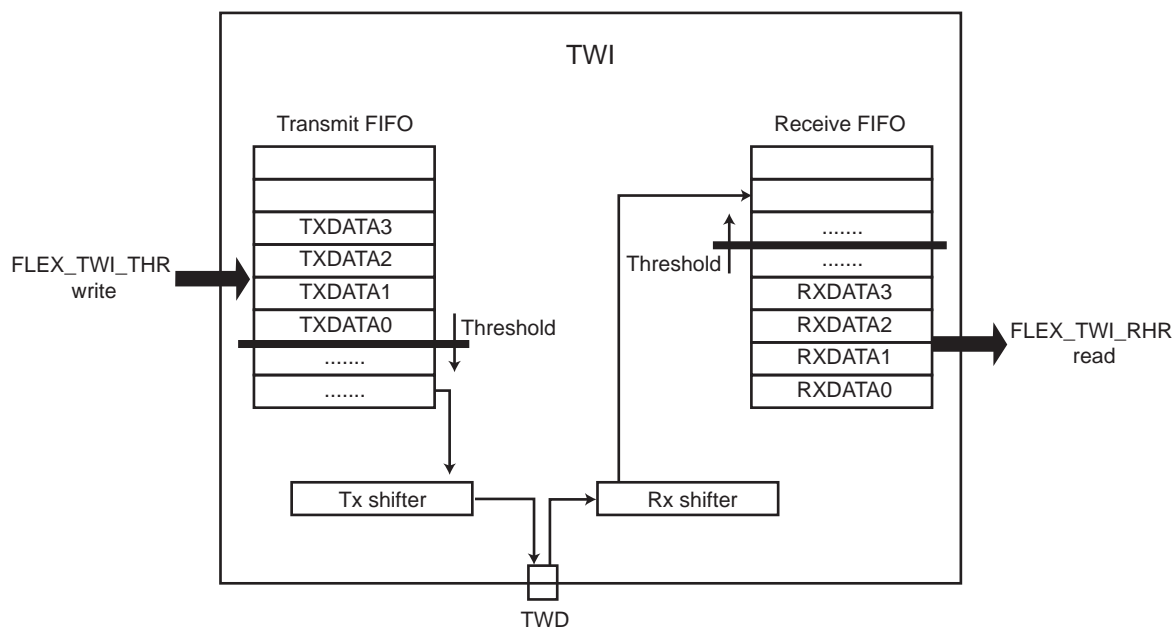 TWI
Transmit FIFO
TXDATA3
TXDATA2
TXDATA1
TXDATA0
.......
.......
Threshold
FLEX_TWI_THR
write
Receive FIFO
.......
.......
RXDATA3
RXDATA2
RXDATA1
RXDATA0
Threshold
FLEX_TWI_RHR
read
Tx shifter
Rx shifter
TWD